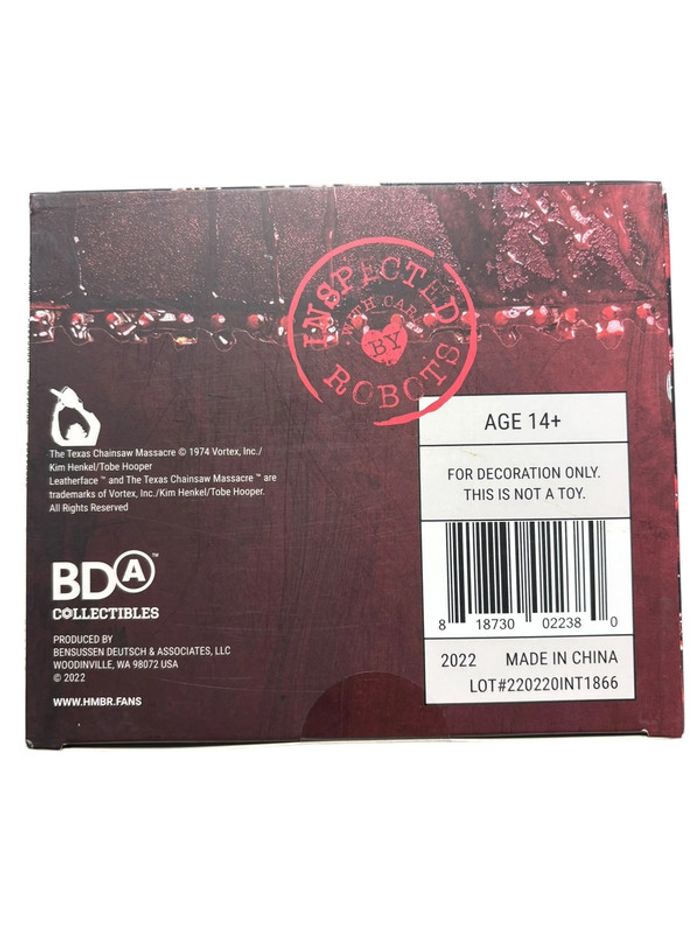 INSPECTED
WITH CARE
BY
ROBOTS
The Texas Chainsaw Massacre © 1974 Vortex, Inc./
Kim Henkel/Tobe Hooper
Leatherface ™ and The Texas Chainsaw Massacre ™ are
trademarks of Vortex, Inc./Kim Henkel/Tobe Hooper.
All Rights Reserved
BDA™
COLLECTIBLES
PRODUCED BY
BENSUSSEN DEUTSCH & ASSOCIATES, LLC
WOODINVILLE, WA 98072 USA
© 2022
WWW.HMBR.FANS
AGE 14+
FOR DECORATION ONLY.
THIS IS NOT A TOY.
8 18730 02238 0
2022 MADE IN CHINA
LOT#220220INT1866